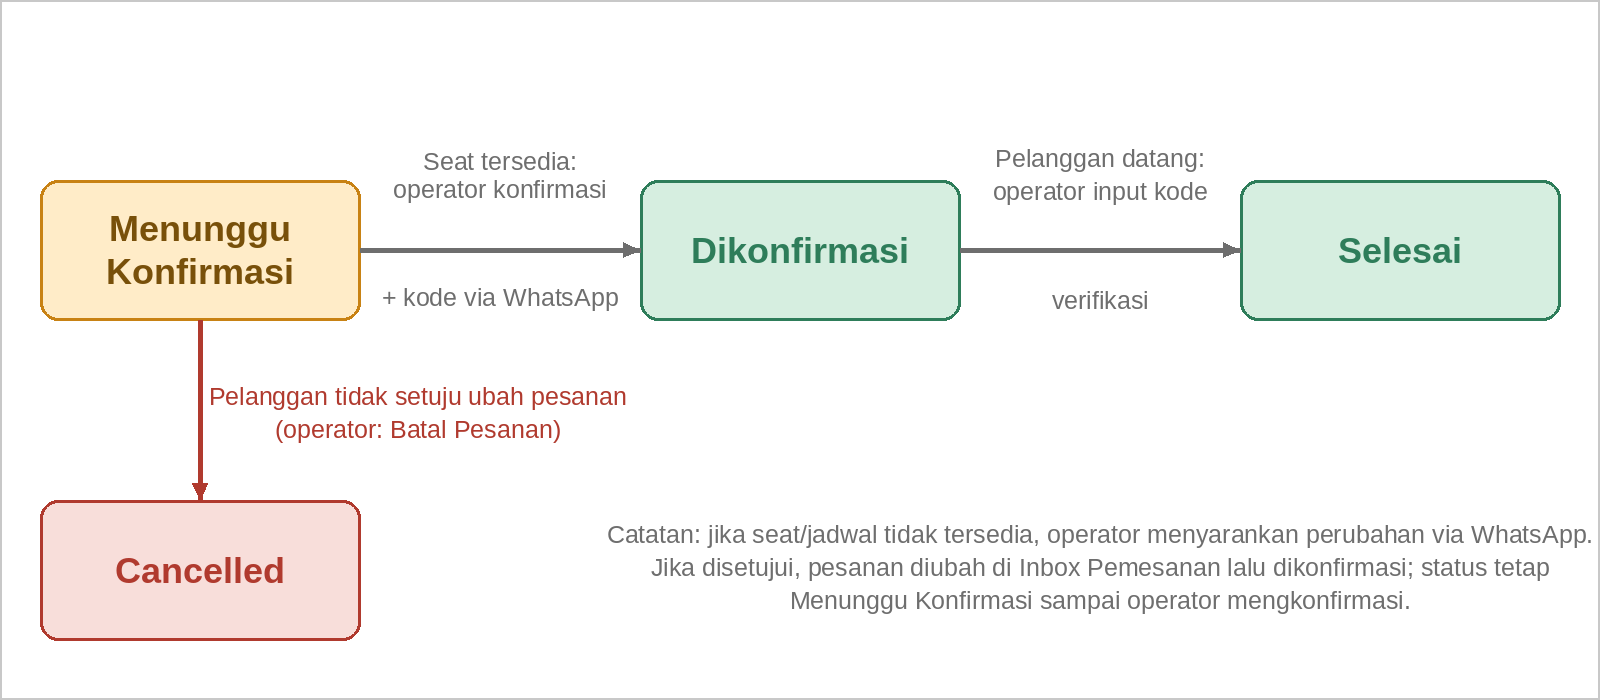 Seat tersedia:
operator konfirmasi
Pelanggan datang:
operator input kode
Menunggu
Konfirmasi
Dikonfirmasi
Selesai
+ kode via WhatsApp
verifikasi
Pelanggan tidak setuju ubah pesanan
(operator: Batal Pesanan)
Cancelled
Catatan: jika seat/jadwal tidak tersedia, operator menyarankan perubahan via WhatsApp.
Jika disetujui, pesanan diubah di Inbox Pemesanan lalu dikonfirmasi; status tetap
Menunggu Konfirmasi sampai operator mengkonfirmasi.